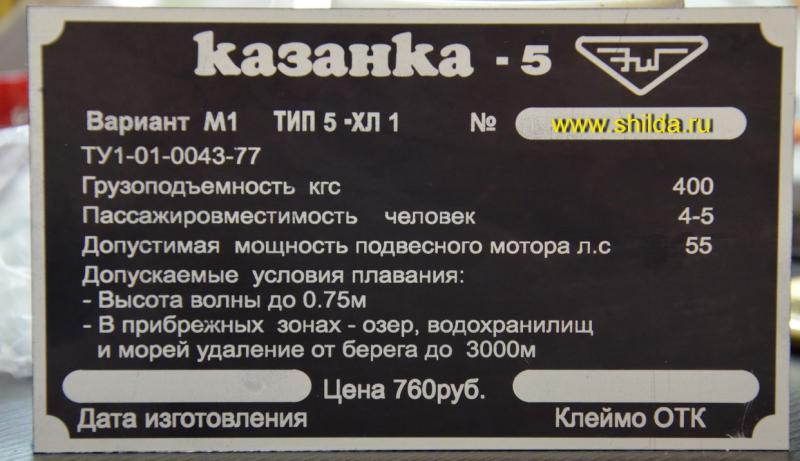 казанка - 5
Вариант М1 ТИП 5 -ХЛ 1 № www.shilda.ru
ТУ1-01-0043-77
Грузоподъемность кгс 400
Пассажировместимость человек 4-5
Допустимая мощность подвесного мотора л.с 55
Допускаемые условия плавания:
- Высота волны до 0.75м
- В прибрежных зонах - озер, водохранилищ
и морей удаление от берега до 3000м
Цена 760руб.
Дата изготовления Клеймо ОТК